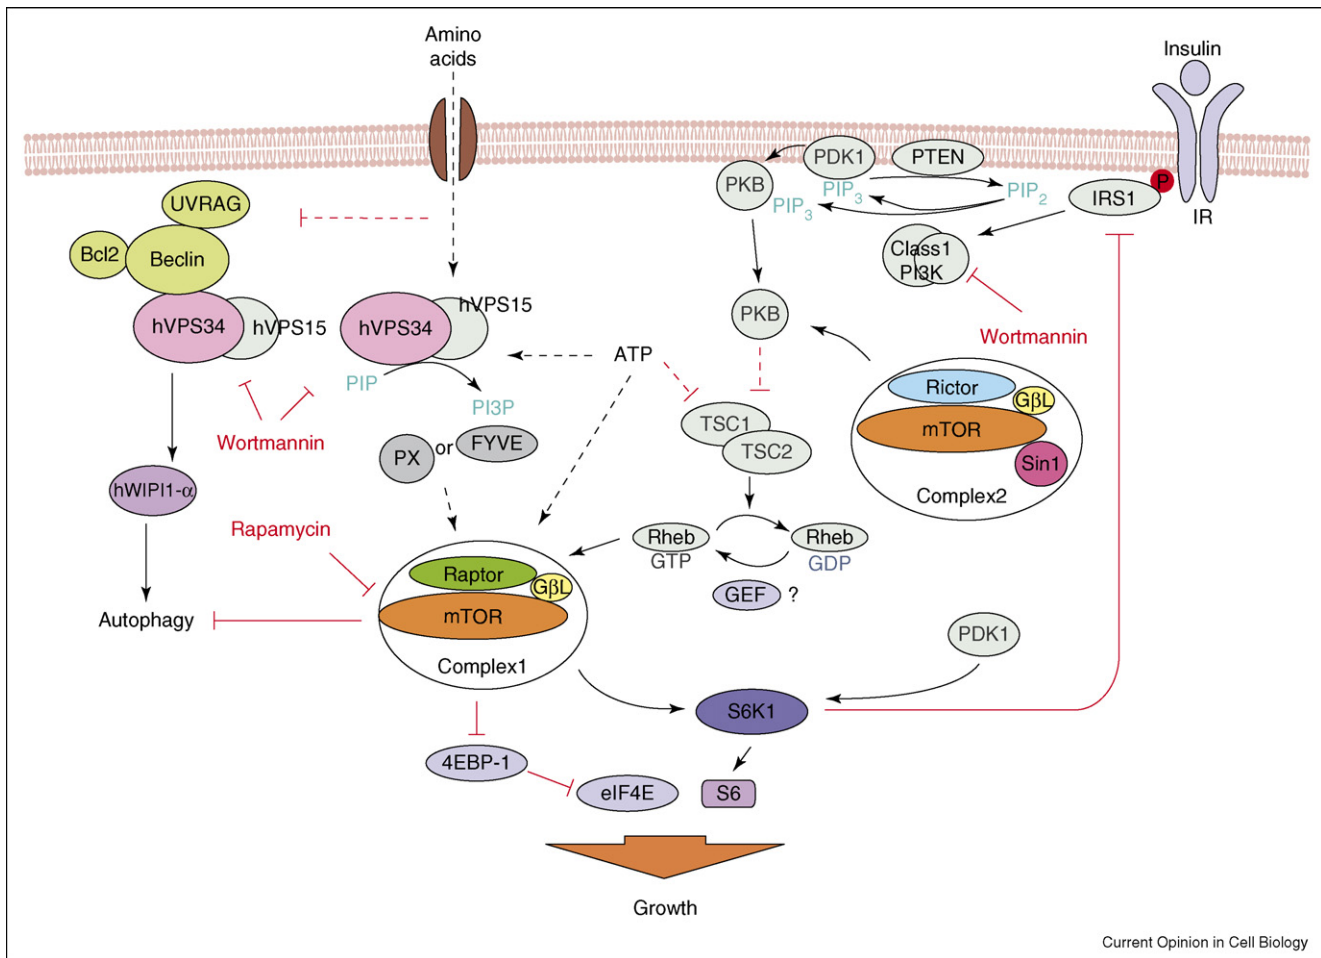 Amino
acids
Insulin
UVRAG
Bcl2
Beclin
hVPS34
hVPS15
hVPS34
hVPS15
PIP
PI3P
PX
or
FYVE
ATP
Wortmannin
hWIPI1-α
Rapamycin
Autophagy
PKB
PDK1
PTEN
PIP3
PIP3
PIP2
IRS1
P
IR
Class1
PI3K
Wortmannin
PKB
TSC1
TSC2
Rictor
GβL
mTOR
Sin1
Complex2
Rheb
GTP
Rheb
GDP
GEF
?
Raptor
GβL
mTOR
Complex1
PDK1
S6K1
4EBP-1
eIF4E
S6
Growth
Current Opinion in Cell Biology